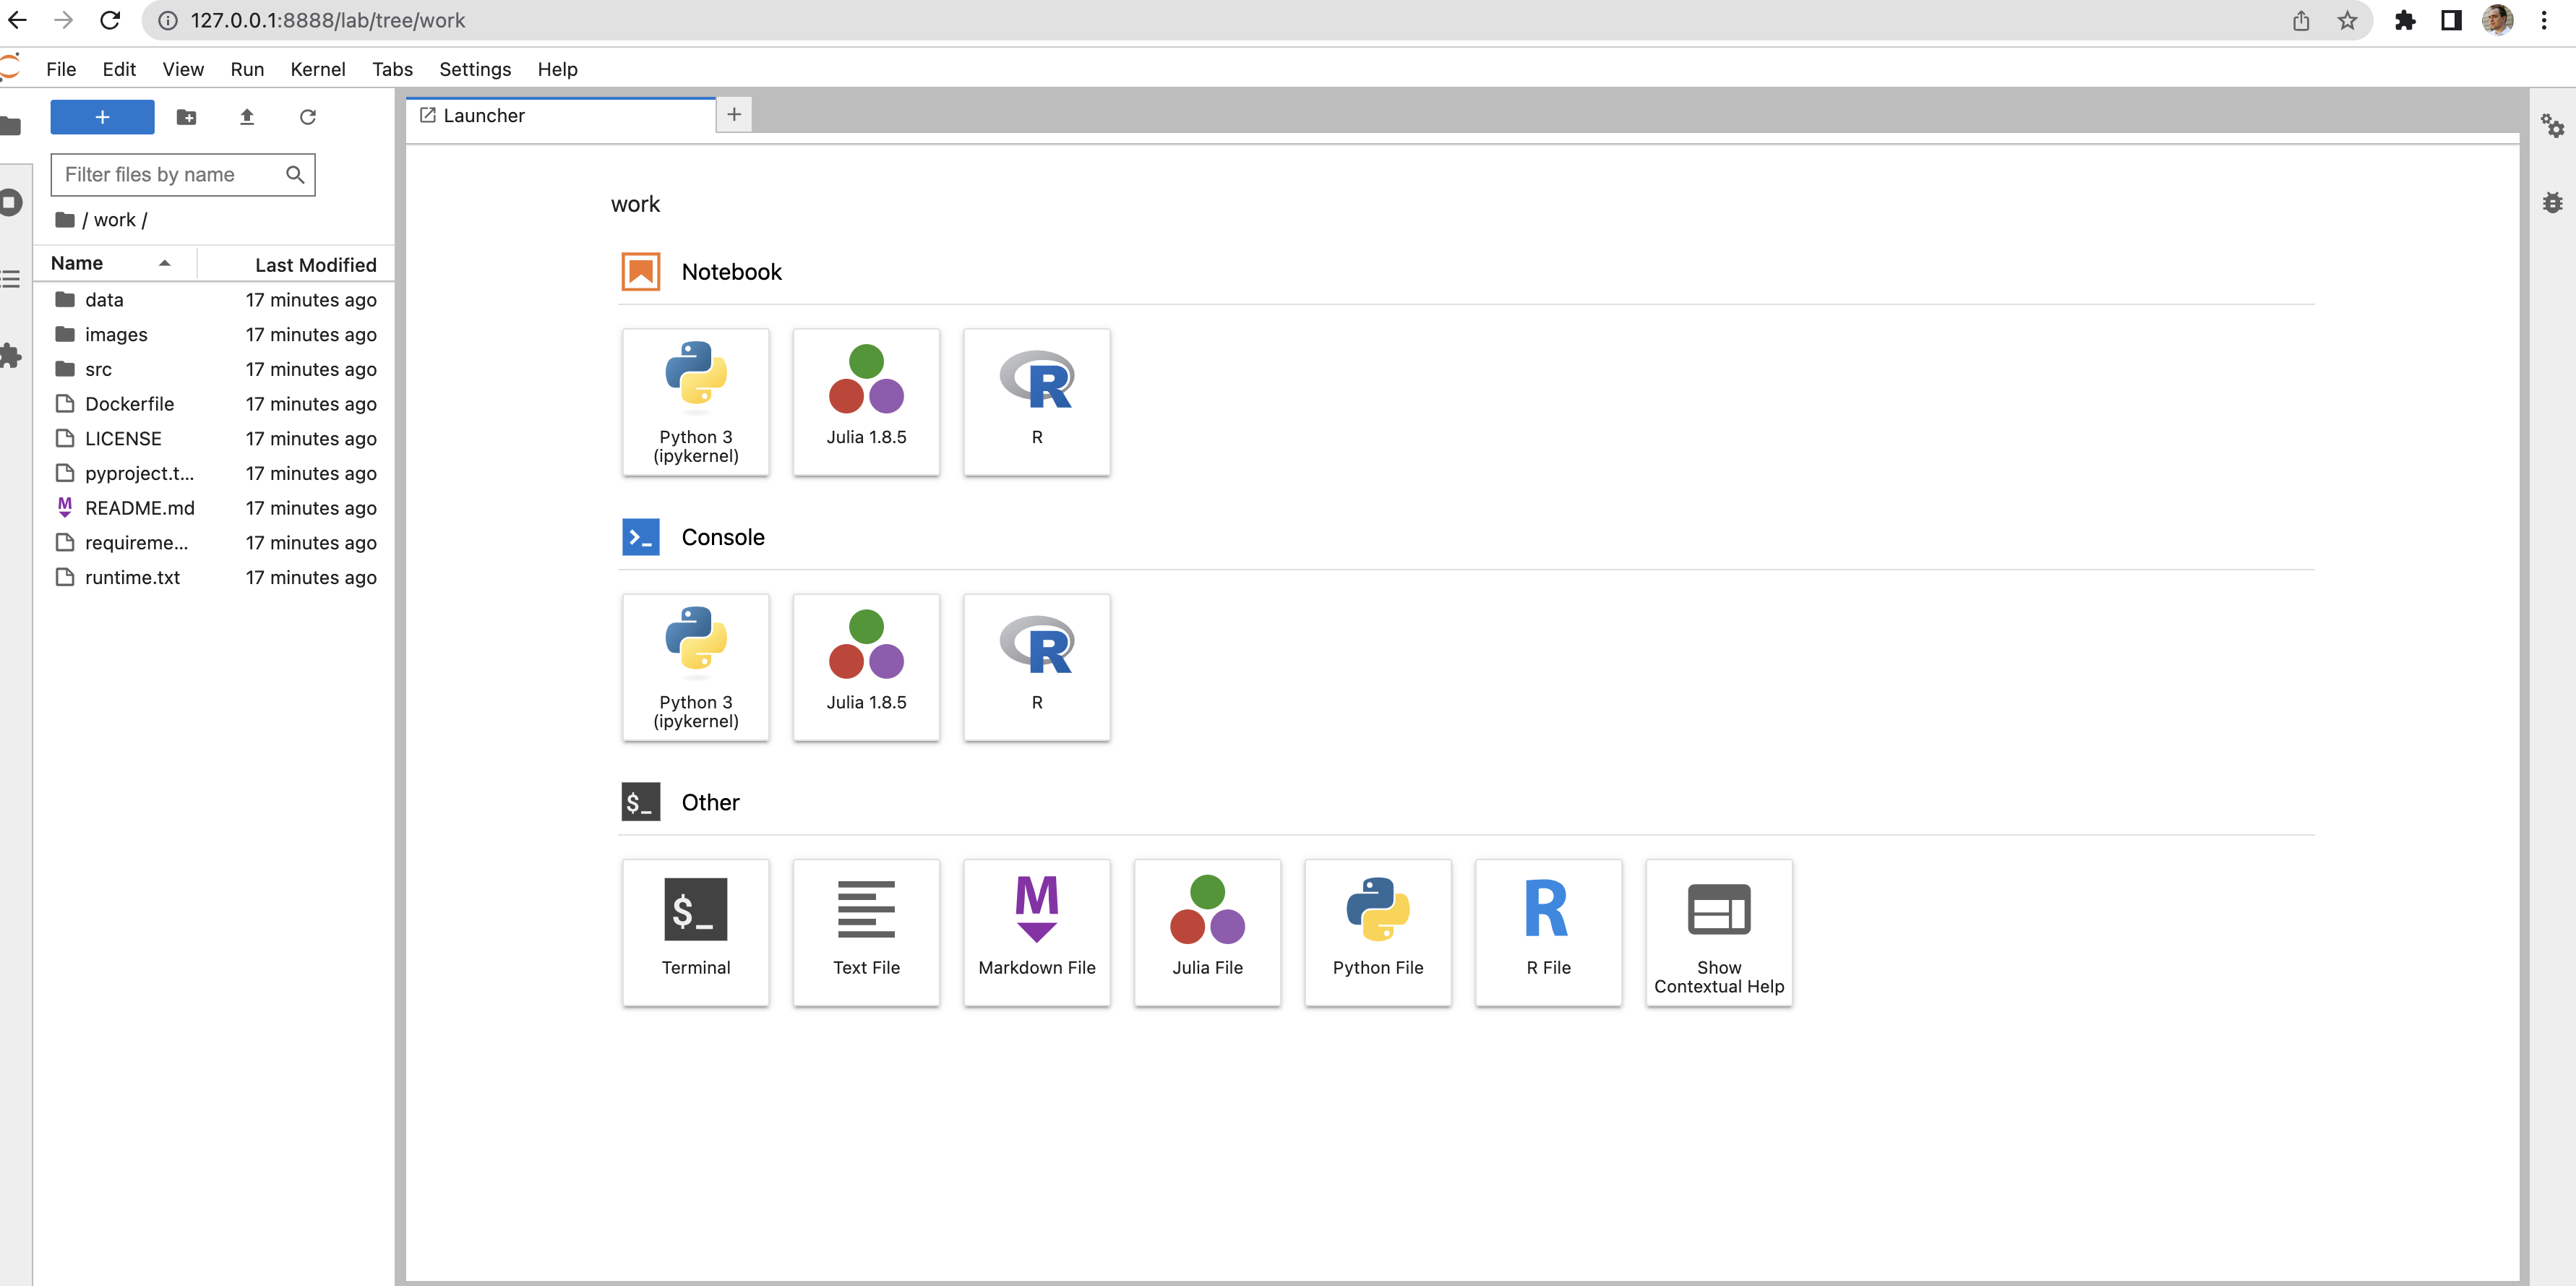 127.0.0.1:8888/lab/tree/work
File Edit View Run Kernel Tabs Settings Help
+
Filter files by name
/ work /
Name Last Modified
data 17 minutes ago
images 17 minutes ago
src 17 minutes ago
Dockerfile 17 minutes ago
LICENSE 17 minutes ago
pyproject.t... 17 minutes ago
M README.md 17 minutes ago
requireme... 17 minutes ago
runtime.txt 17 minutes ago
Launcher +
work
Notebook
R
Python 3 (ipykernel)
Julia 1.8.5
R
>_ Console
R
Python 3 (ipykernel)
Julia 1.8.5
R
$_ Other
$_ M R
Terminal
Text File
Markdown File
Julia File
Python File
R File
Show Contextual Help